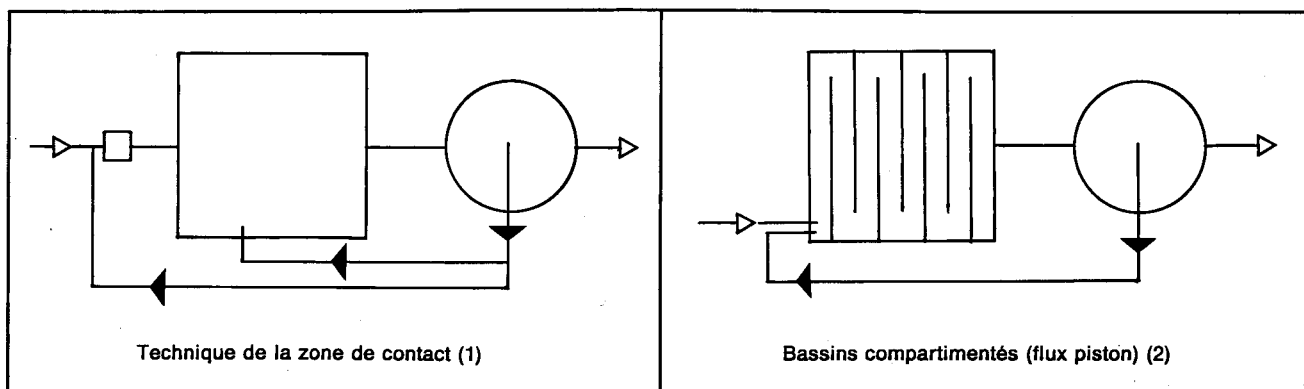 Technique de la zone de contact (1)
Bassins compartimentés (flux piston) (2)